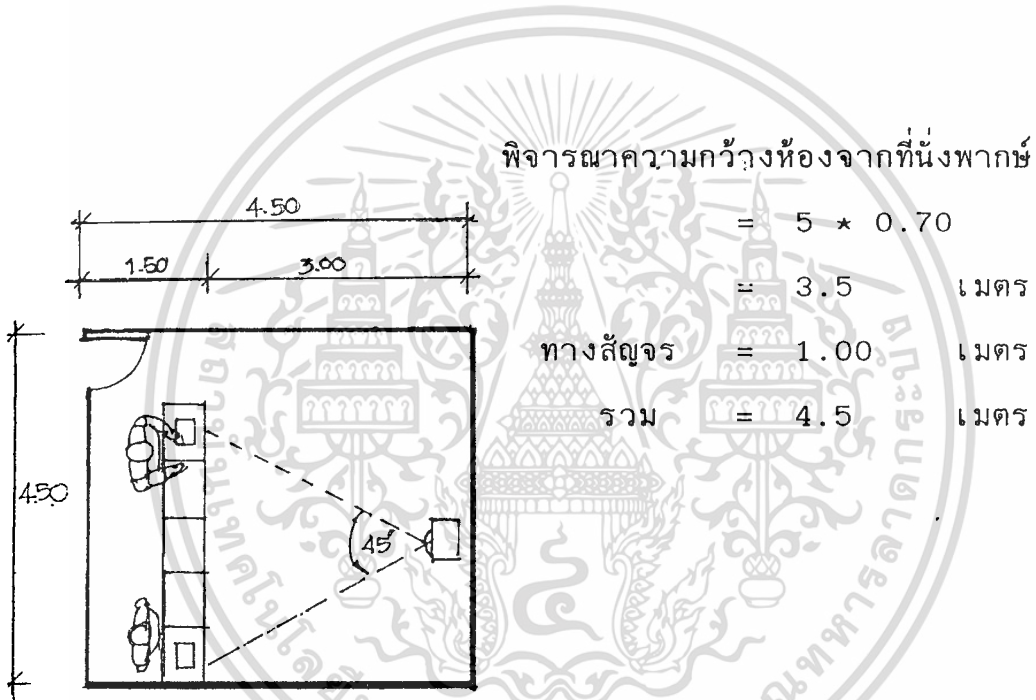 พิจารณาความกว้างห้องจากที่นั่งพากษ์
= 5 * 0.70
= 3.5 เมตร
ทางสัญจร = 1.00 เมตร
รวม = 4.5 เมตร
4.50
1.50 3.00
4.50
45°